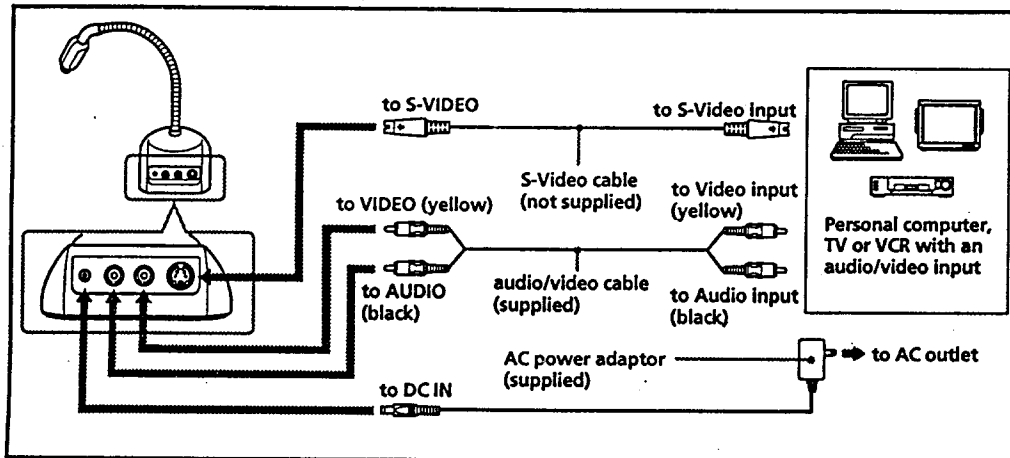 to S-VIDEO
to S-Video input
S-Video cable
(not supplied)
to VIDEO (yellow)
to Video input
(yellow)
Personal computer,
TV or VCR with an
audio/video input
to AUDIO
(black)
audio/video cable
(supplied)
to Audio input
(black)
AC power adaptor
(supplied)
to AC outlet
to DC IN